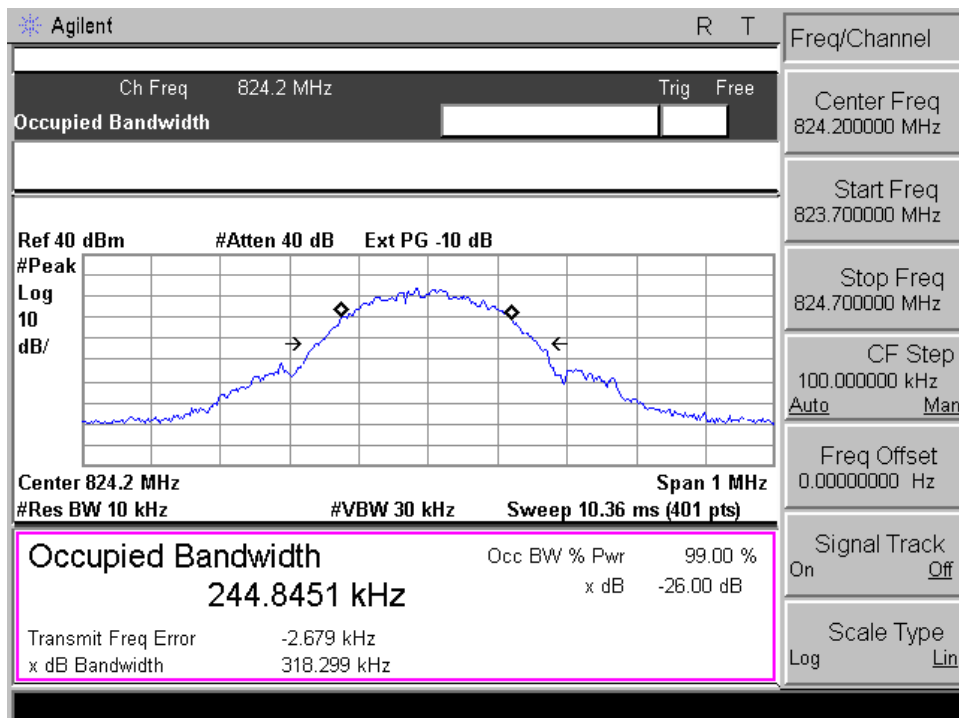 Agilent R T
Freq/Channel
Ch Freq 824.2 MHz Trig Free
Occupied Bandwidth
Center Freq
824.200000 MHz
Start Freq
823.700000 MHz
Stop Freq
824.700000 MHz
CF Step
100.000000 kHz
Auto Man
Freq Offset
0.00000000 Hz
Signal Track
On Off
Scale Type
Log Lin
Ref 40 dBm #Atten 40 dB Ext PG -10 dB
#Peak
Log
10
dB/
Center 824.2 MHz Span 1 MHz
#Res BW 10 kHz #VBW 30 kHz Sweep 10.36 ms (401 pts)
Occupied Bandwidth Occ BW % Pwr 99.00 %
244.8451 kHz x dB -26.00 dB
Transmit Freq Error -2.679 kHz
x dB Bandwidth 318.299 kHz